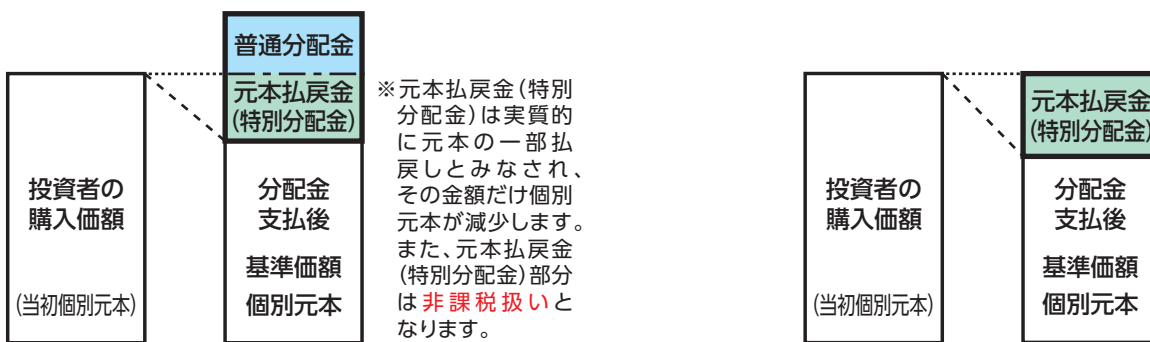 普通分配金
元本払戻金
(特別分配金)
投資者の
購入価額
(当初個別元本)
分配金
支払後
基準価額
個別元本
※元本払戻金(特別
分配金)は実質的
に元本の一部払
戻しとみなされ、
その金額だけ個別
元本が減少します。
また、元本払戻金
(特別分配金)部分
は非課税扱いと
なります。
投資者の
購入価額
(当初個別元本)
元本払戻金
(特別分配金)
分配金
支払後
基準価額
個別元本